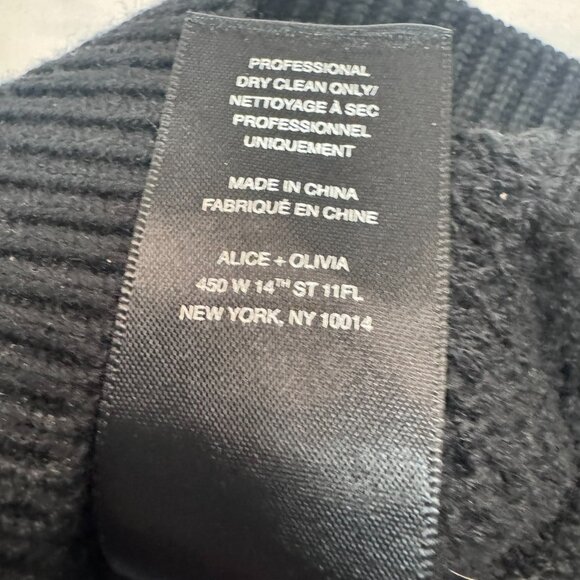 PROFESSIONAL
DRY CLEAN ONLY/
NETTOYAGE À SEC
PROFESSIONNEL
UNIQUEMENT
MADE IN CHINA
FABRIQUÉ EN CHINE
ALICE + OLIVIA
450 W 14TH ST 11FL
NEW YORK, NY 10014